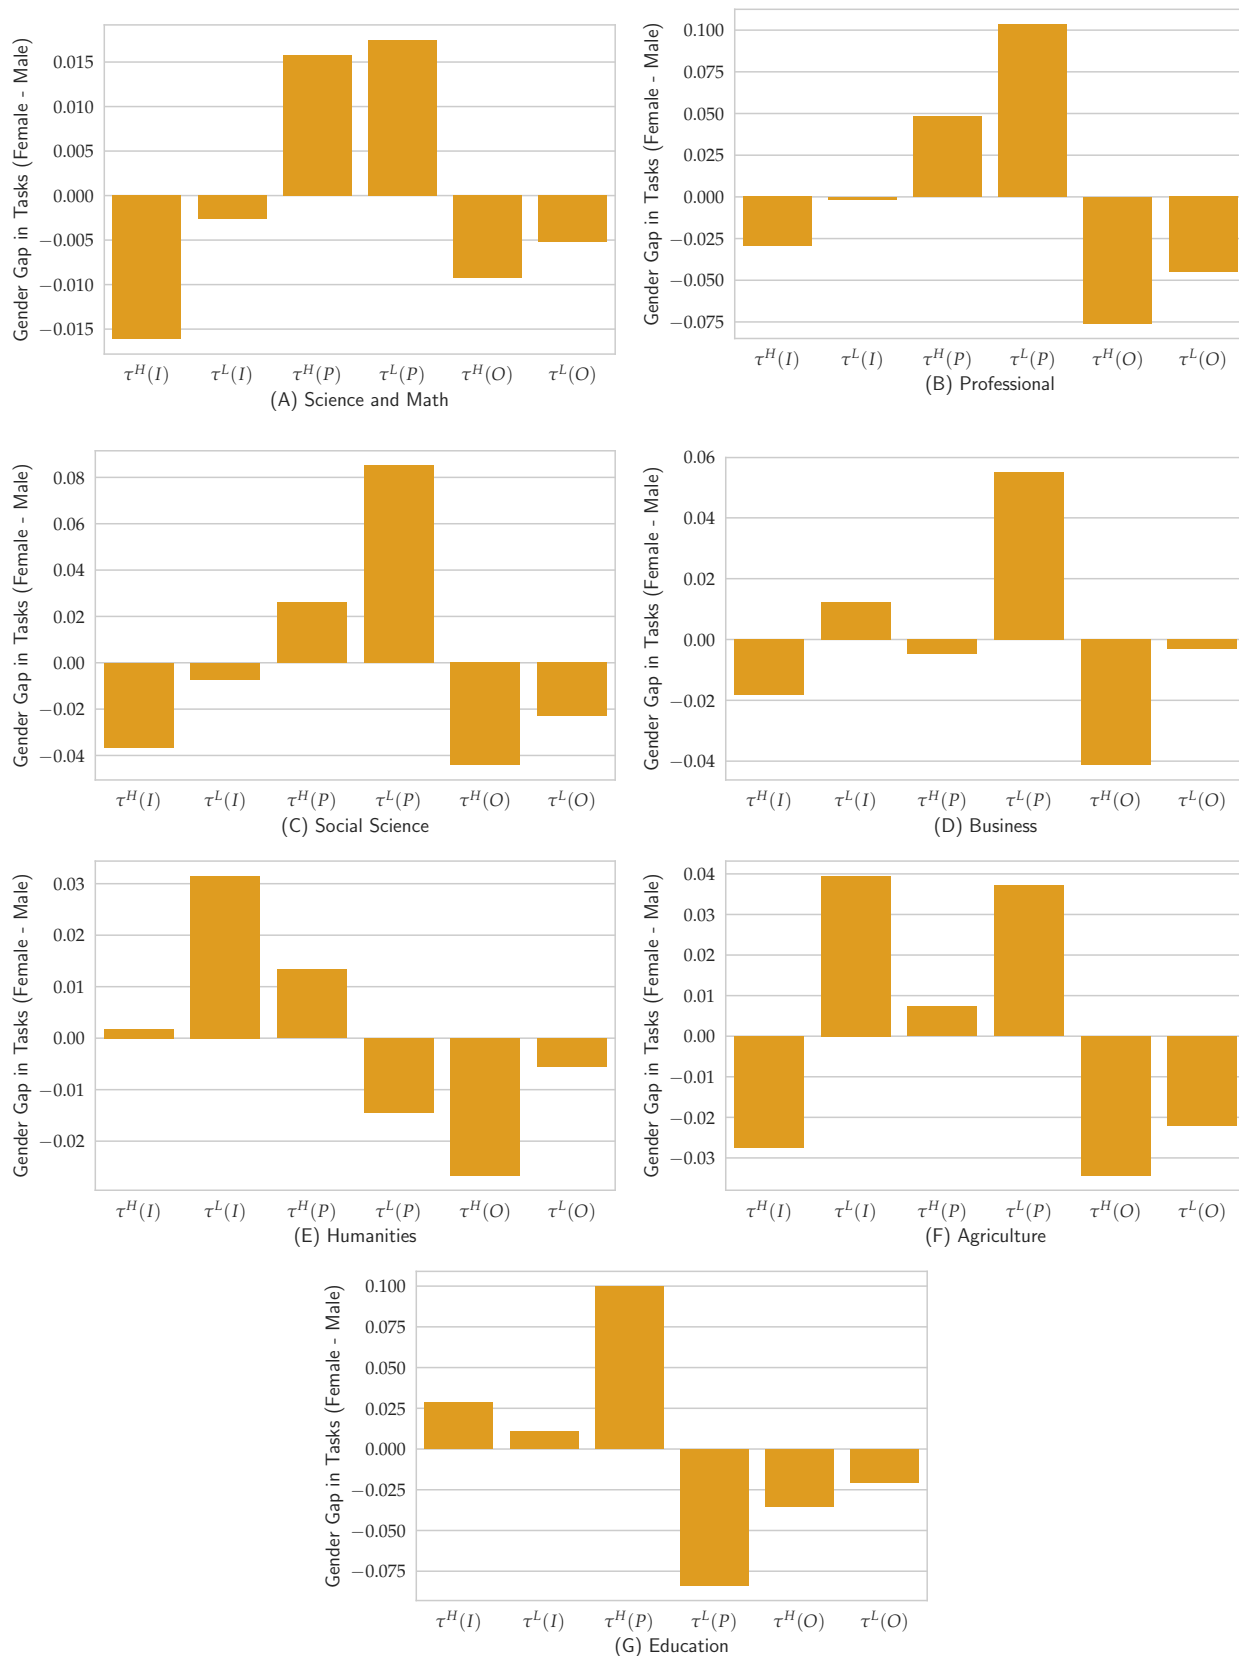 Gender Gap in Tasks (Female - Male)
0.015
0.010
0.005
0.000
−0.005
−0.010
−0.015
τ^H(I) τ^L(I) τ^H(P) τ^L(P) τ^H(O) τ^L(O)
(A) Science and Math
Gender Gap in Tasks (Female - Male)
0.100
0.075
0.050
0.025
0.000
−0.025
−0.050
−0.075
τ^H(I) τ^L(I) τ^H(P) τ^L(P) τ^H(O) τ^L(O)
(B) Professional
Gender Gap in Tasks (Female - Male)
0.08
0.06
0.04
0.02
0.00
−0.02
−0.04
τ^H(I) τ^L(I) τ^H(P) τ^L(P) τ^H(O) τ^L(O)
(C) Social Science
Gender Gap in Tasks (Female - Male)
0.06
0.04
0.02
0.00
−0.02
−0.04
τ^H(I) τ^L(I) τ^H(P) τ^L(P) τ^H(O) τ^L(O)
(D) Business
Gender Gap in Tasks (Female - Male)
0.03
0.02
0.01
0.00
−0.01
−0.02
τ^H(I) τ^L(I) τ^H(P) τ^L(P) τ^H(O) τ^L(O)
(E) Humanities
Gender Gap in Tasks (Female - Male)
0.04
0.03
0.02
0.01
0.00
−0.01
−0.02
−0.03
τ^H(I) τ^L(I) τ^H(P) τ^L(P) τ^H(O) τ^L(O)
(F) Agriculture
Gender Gap in Tasks (Female - Male)
0.100
0.075
0.050
0.025
0.000
−0.025
−0.050
−0.075
τ^H(I) τ^L(I) τ^H(P) τ^L(P) τ^H(O) τ^L(O)
(G) Education